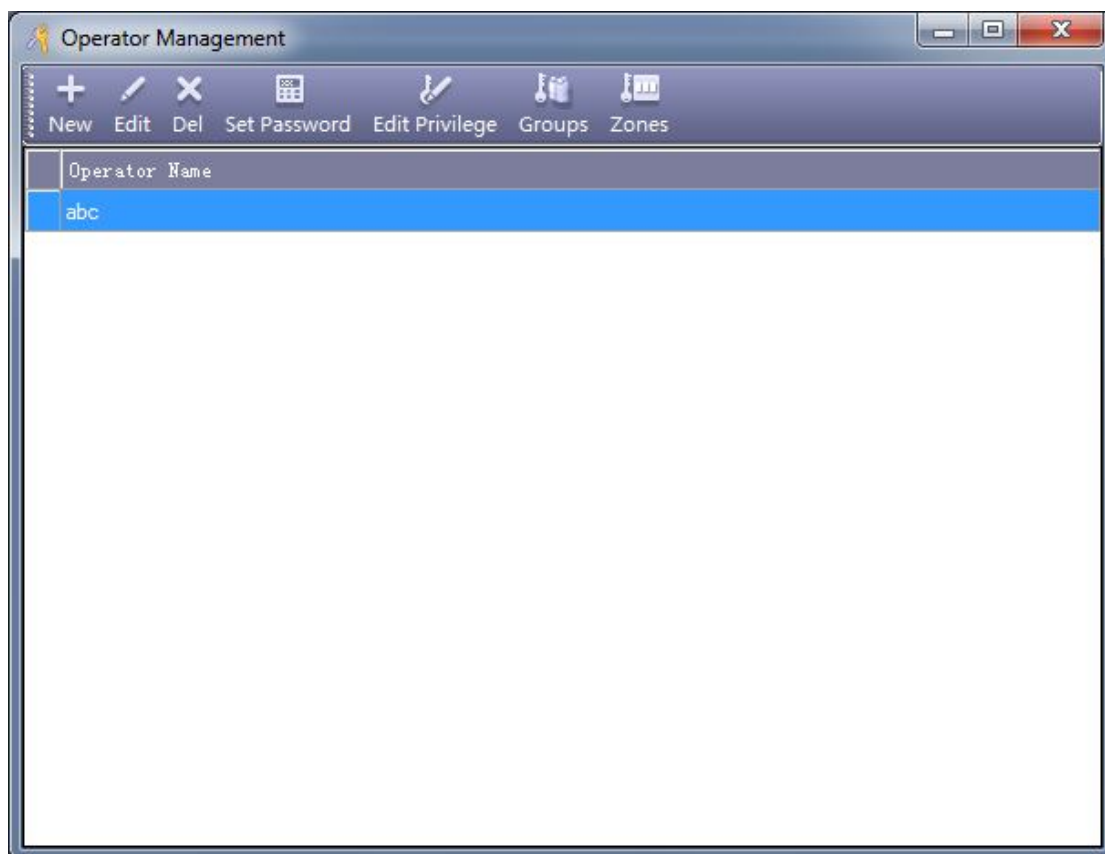 Operator Management
New Edit Del Set Password Edit Privilege Groups Zones
Operator Name
abc